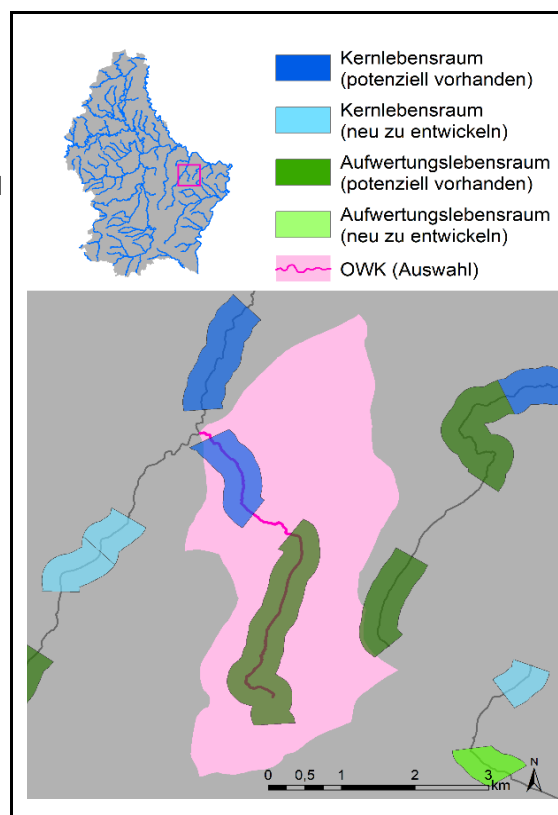 Kernlebensraum
(potenziell vorhanden)
Kernlebensraum
(neu zu entwickeln)
Aufwertungslebensraum
(potenziell vorhanden)
Aufwertungslebensraum
(neu zu entwickeln)
OWK (Auswahl)
N
0 0,5 1 2 3
km